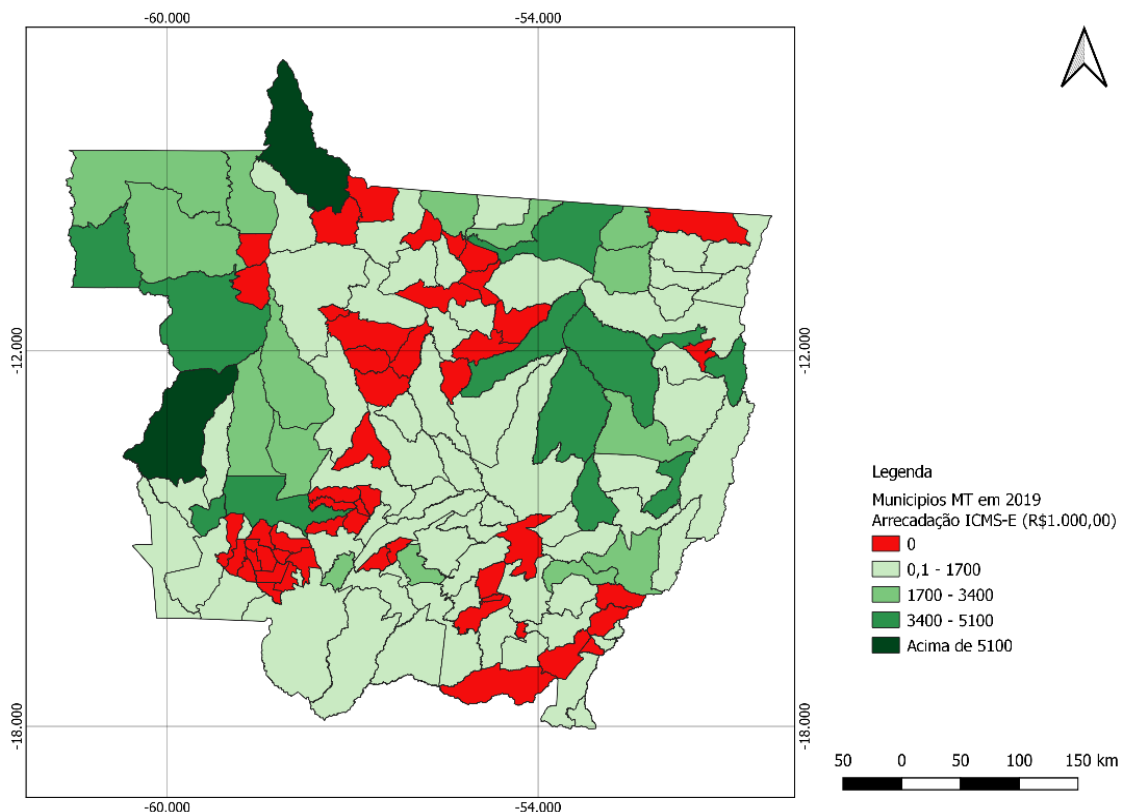 -60.000
-54.000
-12.000
-12.000
-18.000
-18.000
-60.000
-54.000
Legenda
Municipios MT em 2019
Arrecadação ICMS-E (R$1.000,00)
0
0,1 - 1700
1700 - 3400
3400 - 5100
Acima de 5100
50 0 50 100 150 km